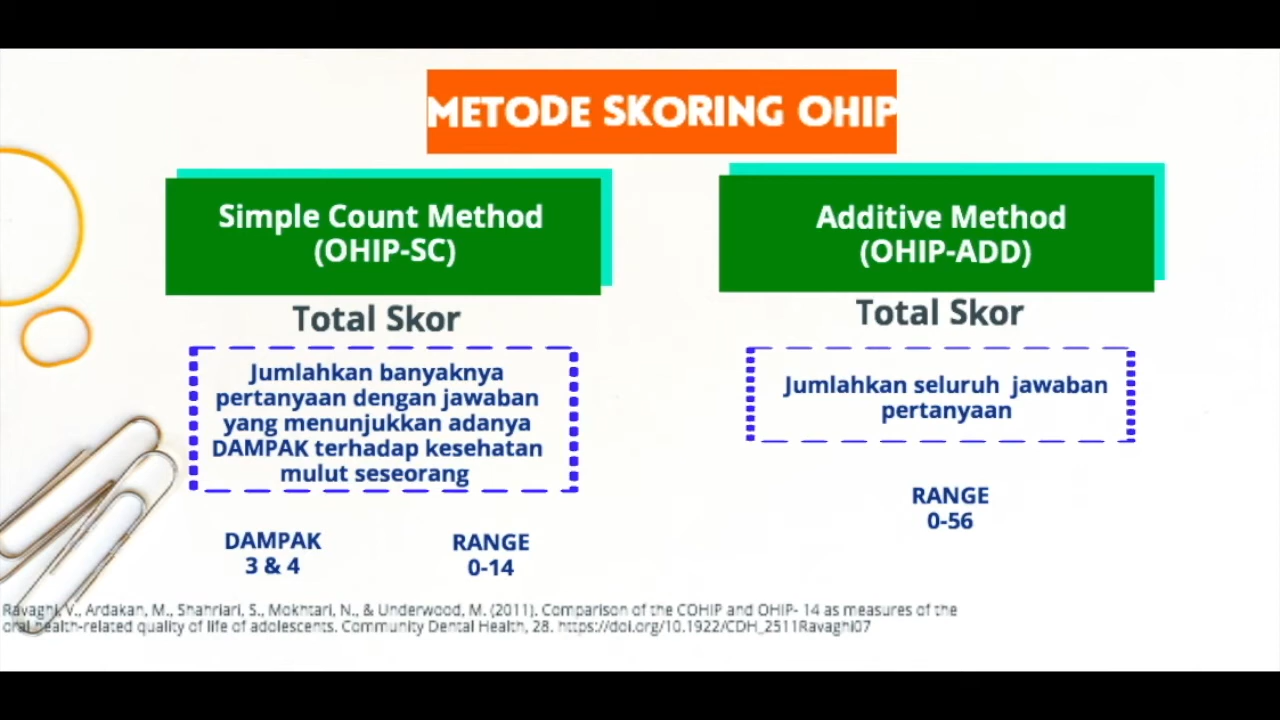 METODE SKORING OHIP
Simple Count Method
(OHIP-SC)
Total Skor
Jumlahkan banyaknya
pertanyaan dengan jawaban
yang menunjukkan adanya
DAMPAK terhadap kesehatan
mulut seseorang
DAMPAK
3 & 4
RANGE
0-14
Additive Method
(OHIP-ADD)
Total Skor
Jumlahkan seluruh jawaban
pertanyaan
RANGE
0-56
Ravaghi, V., Ardakan, M., Shahriari, S., Mokhtari, N., & Underwood, M. (2011). Comparison of the COHIP and OHIP- 14 as measures of the
oral health-related quality of life of adolescents. Community Dental Health, 28. https://doi.org/10.1922/CDH_2511Ravaghi07